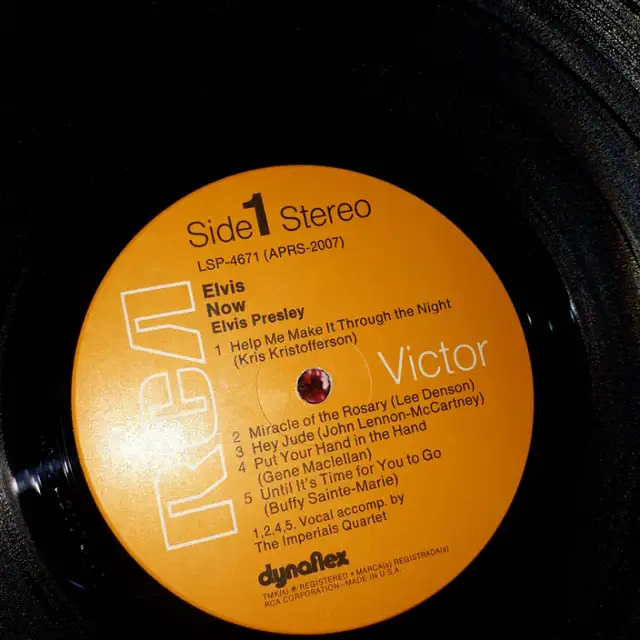 Side 1 Stereo
LSP-4671 (APRS-2007)
Elvis
Now
Elvis Presley
1 Help Me Make It Through the Night
(Kris Kristofferson)
RCA
Victor
2 Miracle of the Rosary (Lee Denson)
3 Hey Jude (John Lennon-McCartney)
4 Put Your Hand in the Hand
(Gene Maclellan)
5 Until It's Time for You to Go
(Buffy Sainte-Marie)
1,2,4,5. Vocal accomp. by
The Imperials Quartet
dynaflex
TMK(s) ® REGISTERED • MARCA(s) REGISTRADA(s)
RCA CORPORATION—MADE IN U.S.A.